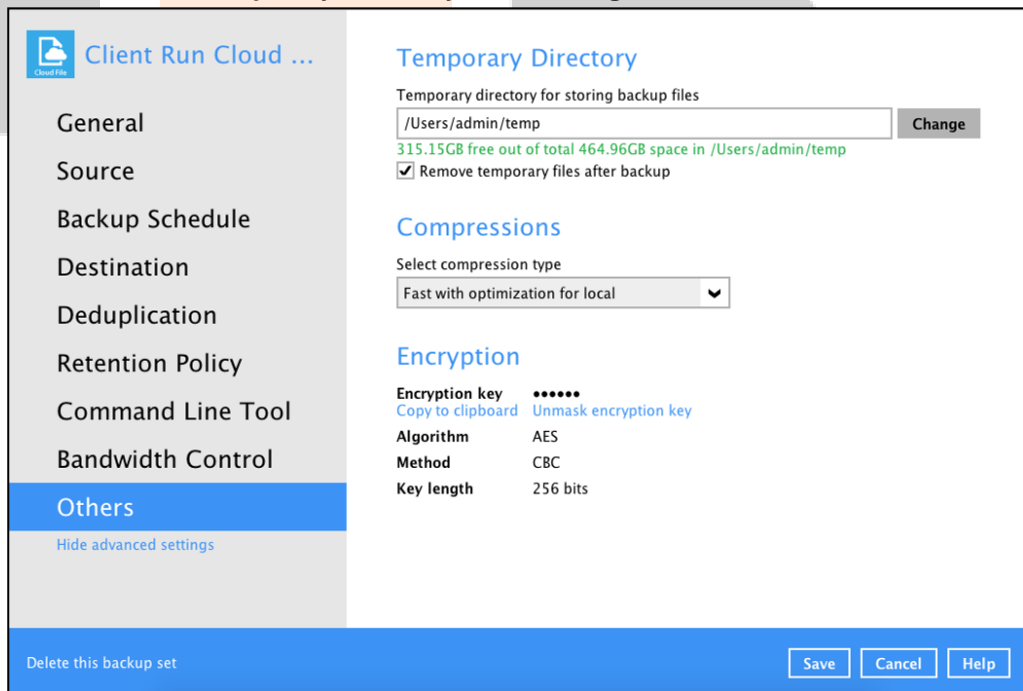 Cloud File
Client Run Cloud ...
General
Source
Backup Schedule
Destination
Deduplication
Retention Policy
Command Line Tool
Bandwidth Control
Others
Hide advanced settings
Temporary Directory
Temporary directory for storing backup files
/Users/admin/temp
Change
315.15GB free out of total 464.96GB space in /Users/admin/temp
Remove temporary files after backup
Compressions
Select compression type
Fast with optimization for local
Encryption
Encryption key ••••••
Copy to clipboard Unmask encryption key
Algorithm AES
Method CBC
Key length 256 bits
Delete this backup set
Save Cancel Help